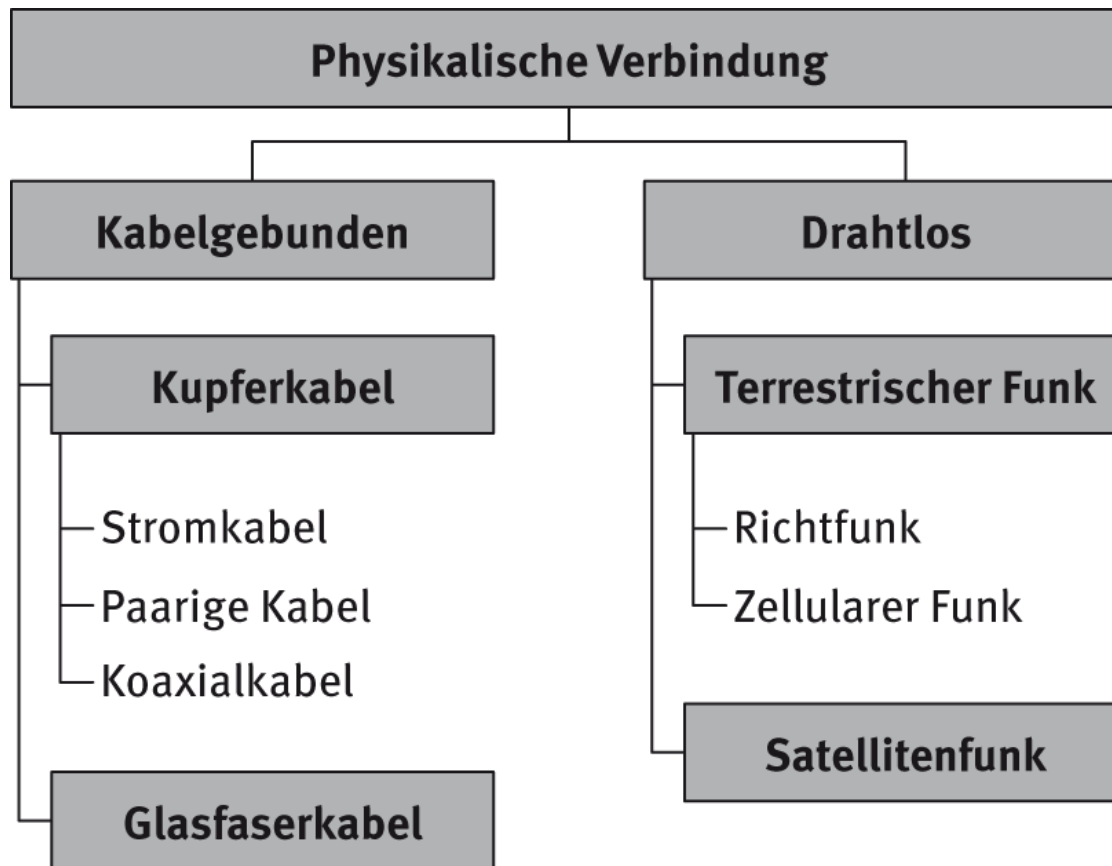 Physikalische Verbindung
Kabelgebunden
Kupferkabel
Stromkabel
Paarige Kabel
Koaxialkabel
Glasfaserkabel
Drahtlos
Terrestrischer Funk
Richtfunk
Zellularer Funk
Satellitenfunk